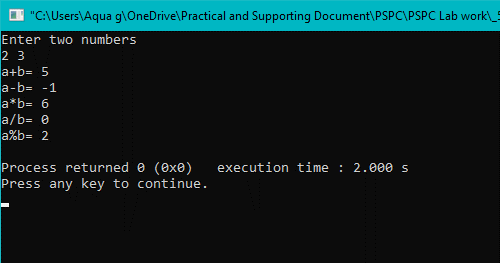 "C:\Users\Aqua g\OneDrive\Practical and Supporting Document\PSPC\PSPC Lab work\_
Enter two numbers
2 3
a+b= 5
a-b= -1
a*b= 6
a/b= 0
a%b= 2
Process returned 0 (0x0)   execution time : 2.000 s
Press any key to continue.